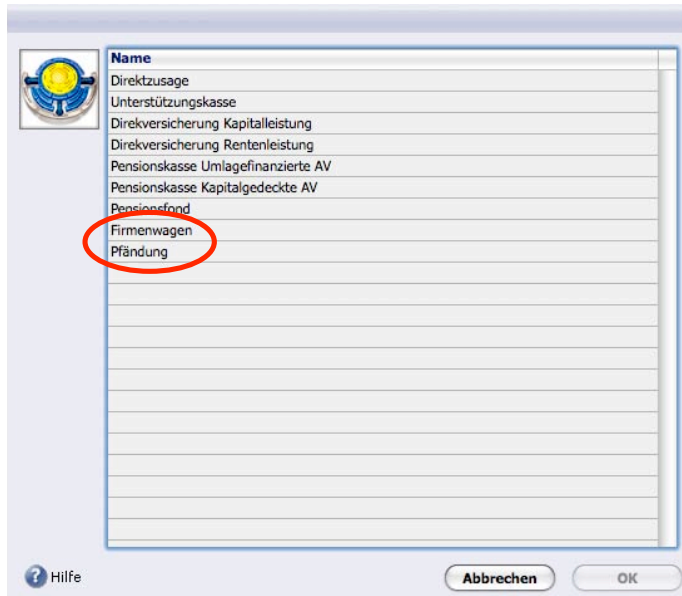 Name
Direktzusage
Unterstützungskasse
Direkversicherung Kapitalleistung
Direkversicherung Rentenleistung
Pensionskasse Umlagefinanzierte AV
Pensionskasse Kapitalgedeckte AV
Pensionsfond
Firmenwagen
Pfändung
? Hilfe
Abbrechen
OK